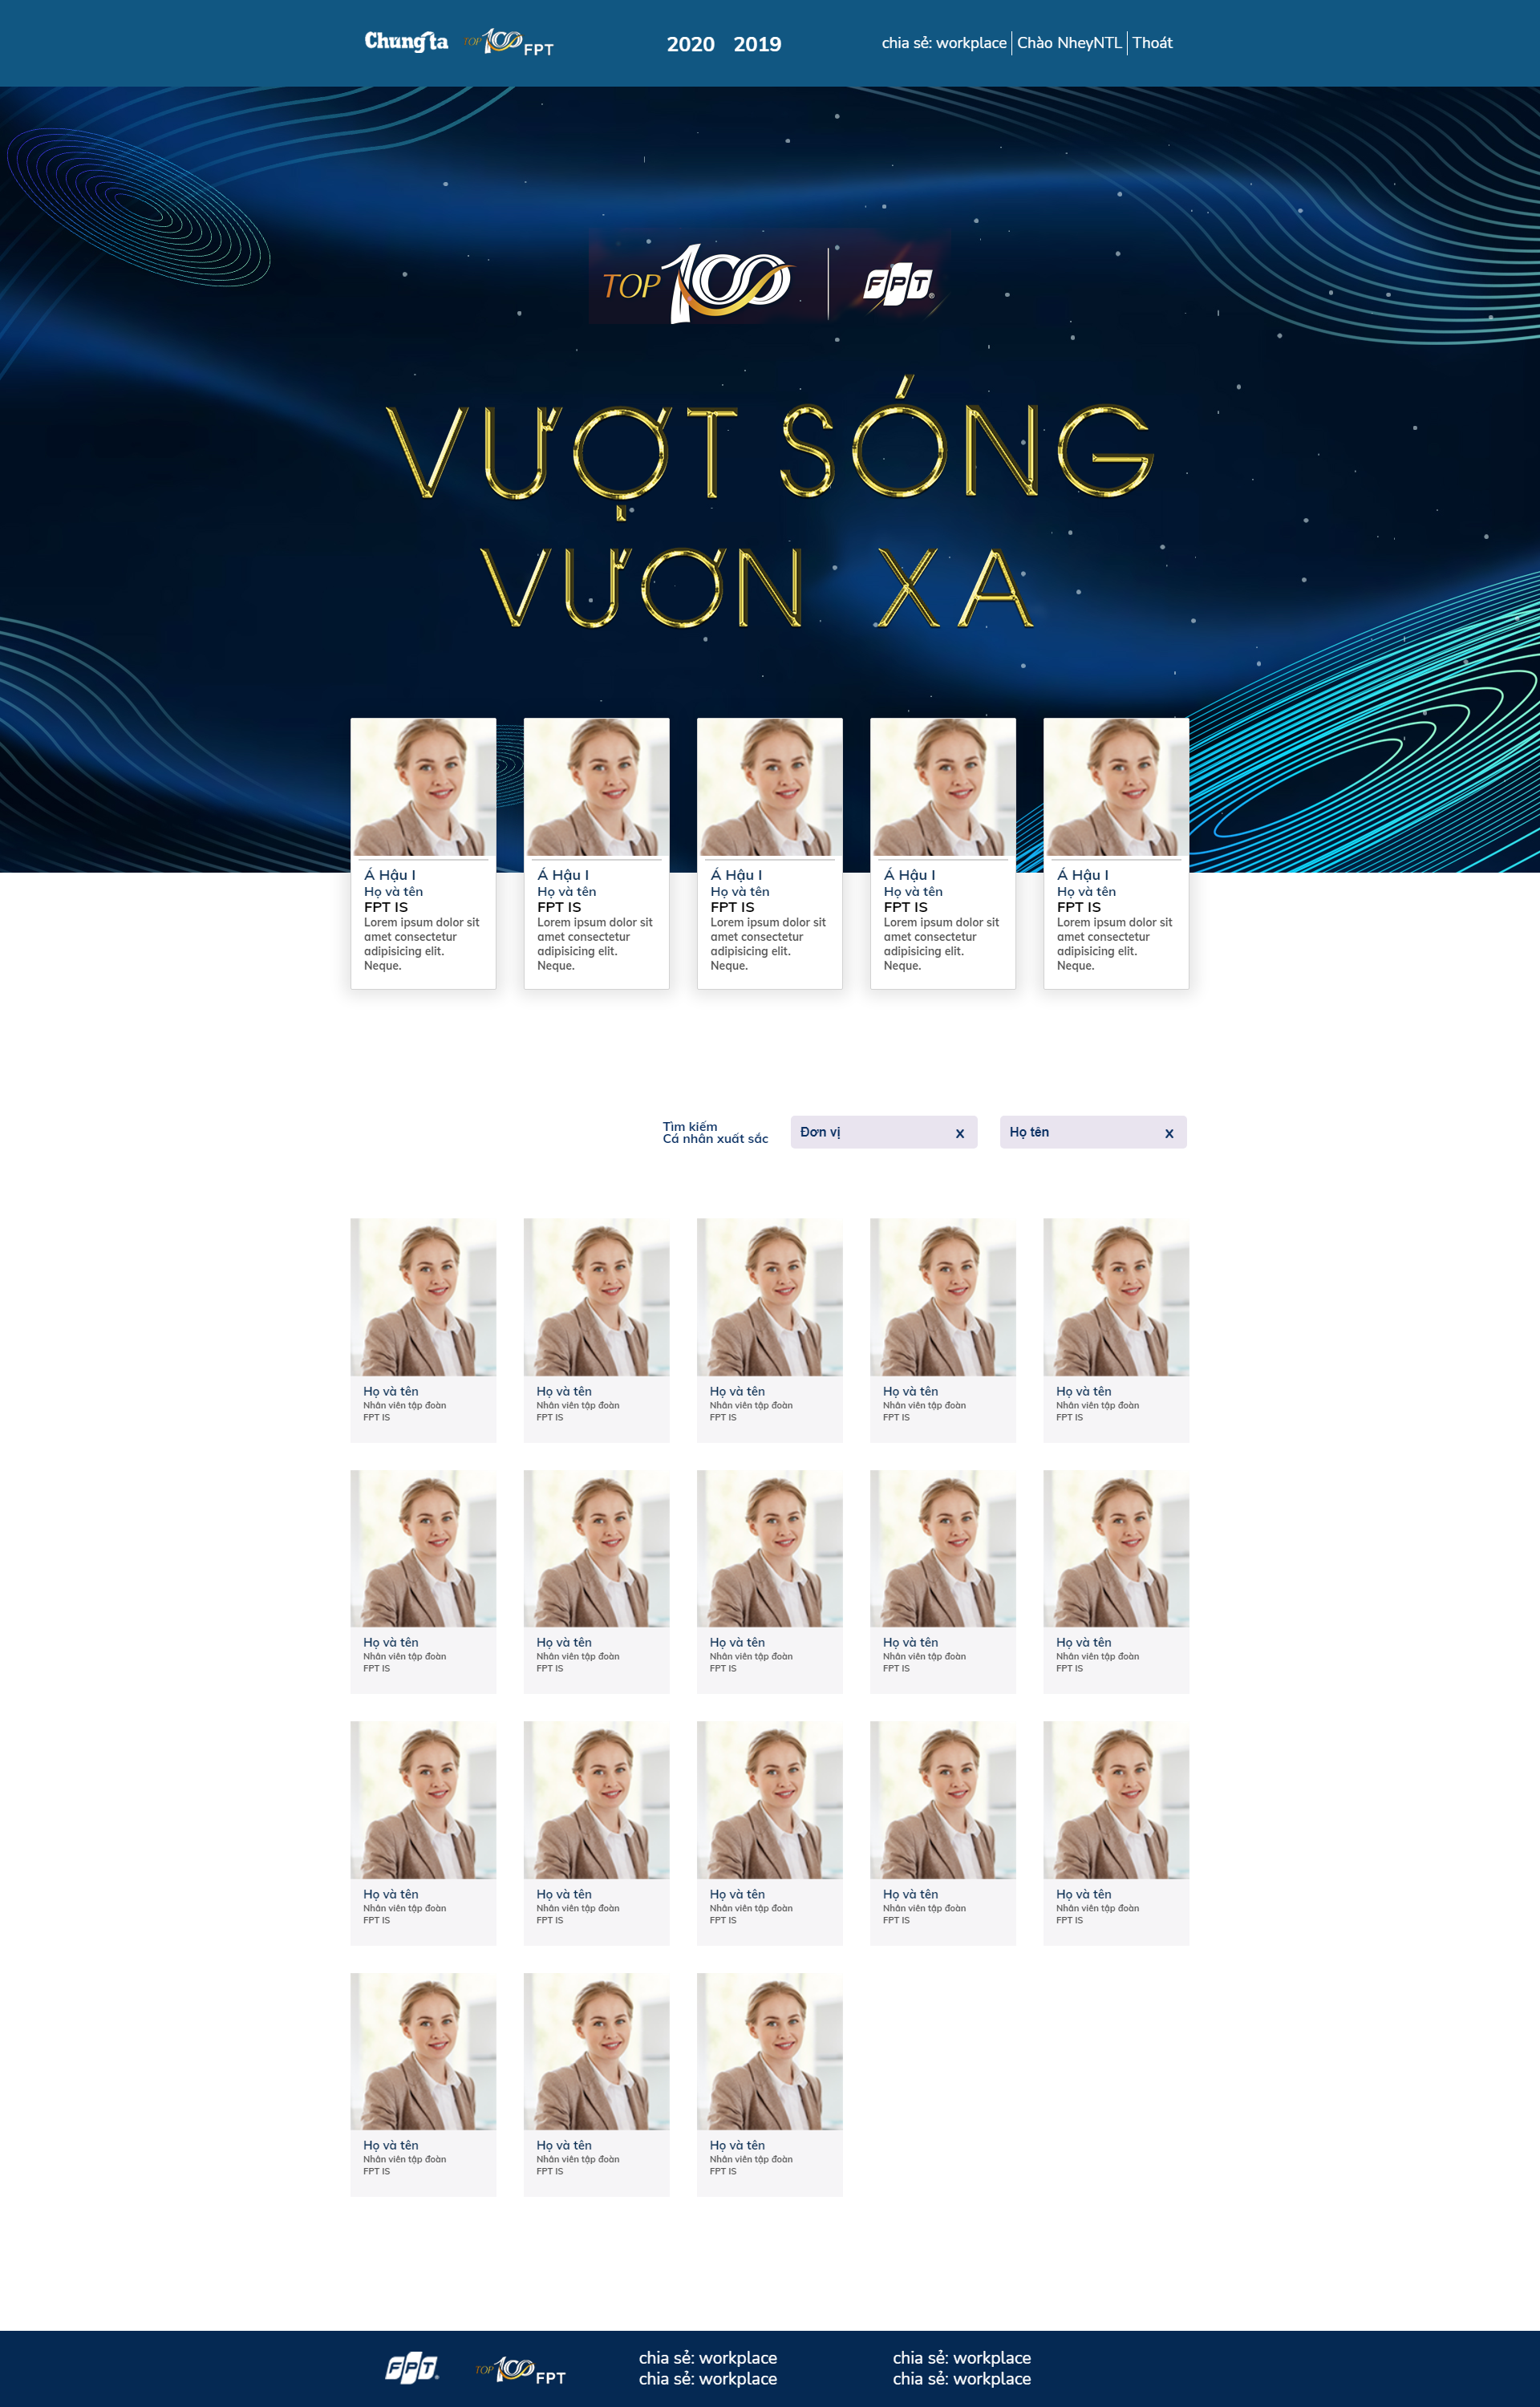 Chúng ta TOP 100 FPT 2020 2019 chia sẻ: workplace Chào NheyNTL Thoát
TOP 100 FPT
VƯỢT SÓNG
VƯƠN XA
Á Hậu I
Họ và tên
FPT IS
Lorem ipsum dolor sit
amet consectetur
adipisicing elit.
Neque.
Á Hậu I
Họ và tên
FPT IS
Lorem ipsum dolor sit
amet consectetur
adipisicing elit.
Neque.
Á Hậu I
Họ và tên
FPT IS
Lorem ipsum dolor sit
amet consectetur
adipisicing elit.
Neque.
Á Hậu I
Họ và tên
FPT IS
Lorem ipsum dolor sit
amet consectetur
adipisicing elit.
Neque.
Á Hậu I
Họ và tên
FPT IS
Lorem ipsum dolor sit
amet consectetur
adipisicing elit.
Neque.
Tìm kiếm
Cá nhân xuất sắc
Đơn vị x
Họ tên x
Họ và tên
Nhân viên tập đoàn
FPT IS
Họ và tên
Nhân viên tập đoàn
FPT IS
Họ và tên
Nhân viên tập đoàn
FPT IS
Họ và tên
Nhân viên tập đoàn
FPT IS
Họ và tên
Nhân viên tập đoàn
FPT IS
Họ và tên
Nhân viên tập đoàn
FPT IS
Họ và tên
Nhân viên tập đoàn
FPT IS
Họ và tên
Nhân viên tập đoàn
FPT IS
Họ và tên
Nhân viên tập đoàn
FPT IS
Họ và tên
Nhân viên tập đoàn
FPT IS
Họ và tên
Nhân viên tập đoàn
FPT IS
Họ và tên
Nhân viên tập đoàn
FPT IS
Họ và tên
Nhân viên tập đoàn
FPT IS
Họ và tên
Nhân viên tập đoàn
FPT IS
Họ và tên
Nhân viên tập đoàn
FPT IS
Họ và tên
Nhân viên tập đoàn
FPT IS
Họ và tên
Nhân viên tập đoàn
FPT IS
Họ và tên
Nhân viên tập đoàn
FPT IS
FPT
TOP 100 FPT
chia sẻ: workplace
chia sẻ: workplace
chia sẻ: workplace
chia sẻ: workplace